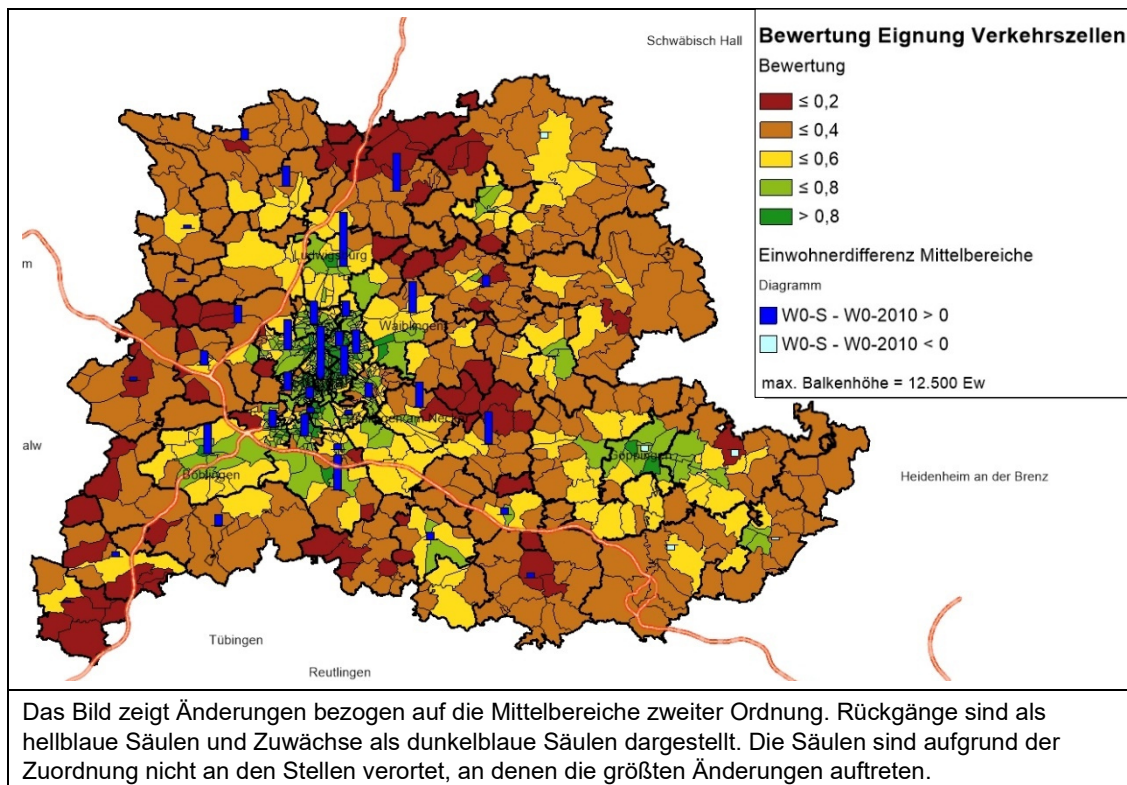 Schwäbisch Hall
Bewertung Eignung Verkehrszellen
Bewertung
≤ 0,2
≤ 0,4
≤ 0,6
≤ 0,8
> 0,8
Einwohnerdifferenz Mittelbereiche
Diagramm
W0-S - W0-2010 > 0
W0-S - W0-2010 < 0
max. Balkenhöhe = 12.500 Ew
m
Ludwigsburg
Waiblingen
alw
Böblingen
Göppingen
Heidenheim an der Brenz
Tübingen
Reutlingen
Das Bild zeigt Änderungen bezogen auf die Mittelbereiche zweiter Ordnung. Rückgänge sind als
hellblaue Säulen und Zuwächse als dunkelblaue Säulen dargestellt. Die Säulen sind aufgrund der
Zuordnung nicht an den Stellen verortet, an denen die größten Änderungen auftreten.